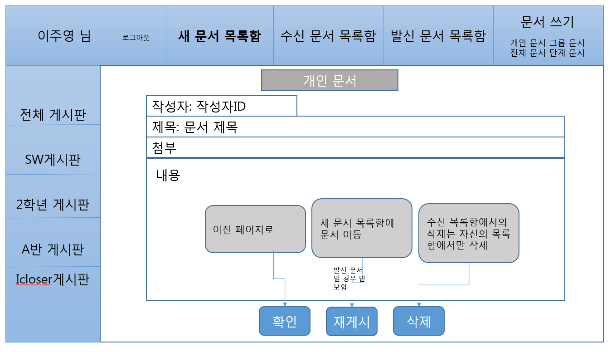 이주영 님
로그아웃
새 문서 목록함
수신 문서 목록함
발신 문서 목록함
문서 쓰기
개인 문서 그룹 문서
전체 문서 단체 문서
전체 게시판
SW게시판
2학년 게시판
A반 게시판
Icloser게시판
개인 문서
작성자: 작성자ID
제목: 문서 제목
첨부
내용
이전 페이지로
새 문서 목록함에
문서 이동
수신 목록함에서의
삭제는 자신의 목록
함에서만 삭제
발신 문서
일 경우 만
보임
확인
재게시
삭제